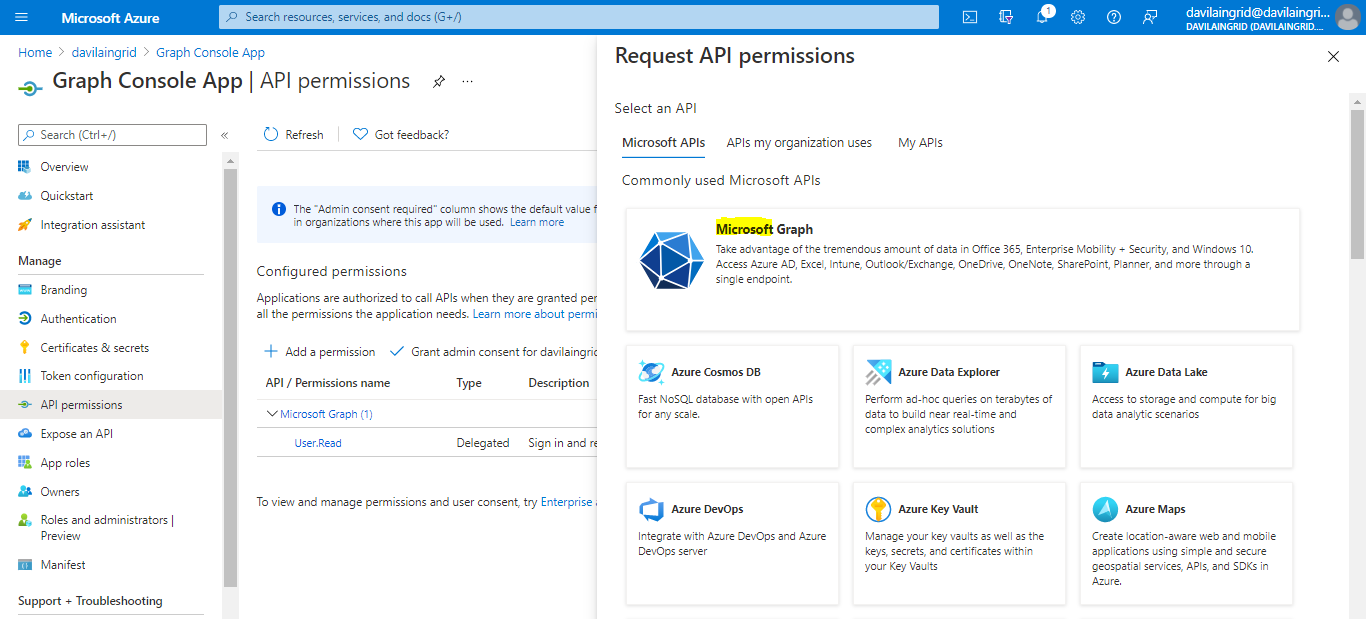 Microsoft Azure
Search resources, services, and docs (G+/)
1
davilaingrid@davilaingri...
DAVILAINGRID (DAVILAINGRID....
Home > davilaingrid > Graph Console App
Graph Console App | API permissions
...
Search (Ctrl+/)
«
Overview
Quickstart
Integration assistant
Manage
Branding
Authentication
Certificates & secrets
Token configuration
API permissions
Expose an API
App roles
Owners
Roles and administrators |
Preview
Manifest
Support + Troubleshooting
Refresh
Got feedback?
The "Admin consent required" column shows the default value f
in organizations where this app will be used. Learn more
Configured permissions
Applications are authorized to call APIs when they are granted per
all the permissions the application needs. Learn more about permi
Add a permission
Grant admin consent for davilaingrid
API / Permissions name
Type
Description
Microsoft Graph (1)
User.Read
Delegated
Sign in and re
To view and manage permissions and user consent, try Enterprise a
Request API permissions
Select an API
Microsoft APIs
APIs my organization uses
My APIs
Commonly used Microsoft APIs
Microsoft Graph
Take advantage of the tremendous amount of data in Office 365, Enterprise Mobility + Security, and Windows 10.
Access Azure AD, Excel, Intune, Outlook/Exchange, OneDrive, OneNote, SharePoint, Planner, and more through a
single endpoint.
Azure Cosmos DB
Fast NoSQL database with open APIs
for any scale.
Azure Data Explorer
Perform ad-hoc queries on terabytes of
data to build near real-time and
complex analytics solutions
Azure Data Lake
Access to storage and compute for big
data analytic scenarios
Azure DevOps
Integrate with Azure DevOps and Azure
DevOps server
Azure Key Vault
Manage your key vaults as well as the
keys, secrets, and certificates within
your Key Vaults
Azure Maps
Create location-aware web and mobile
applications using simple and secure
geospatial services, APIs, and SDKs in
Azure.